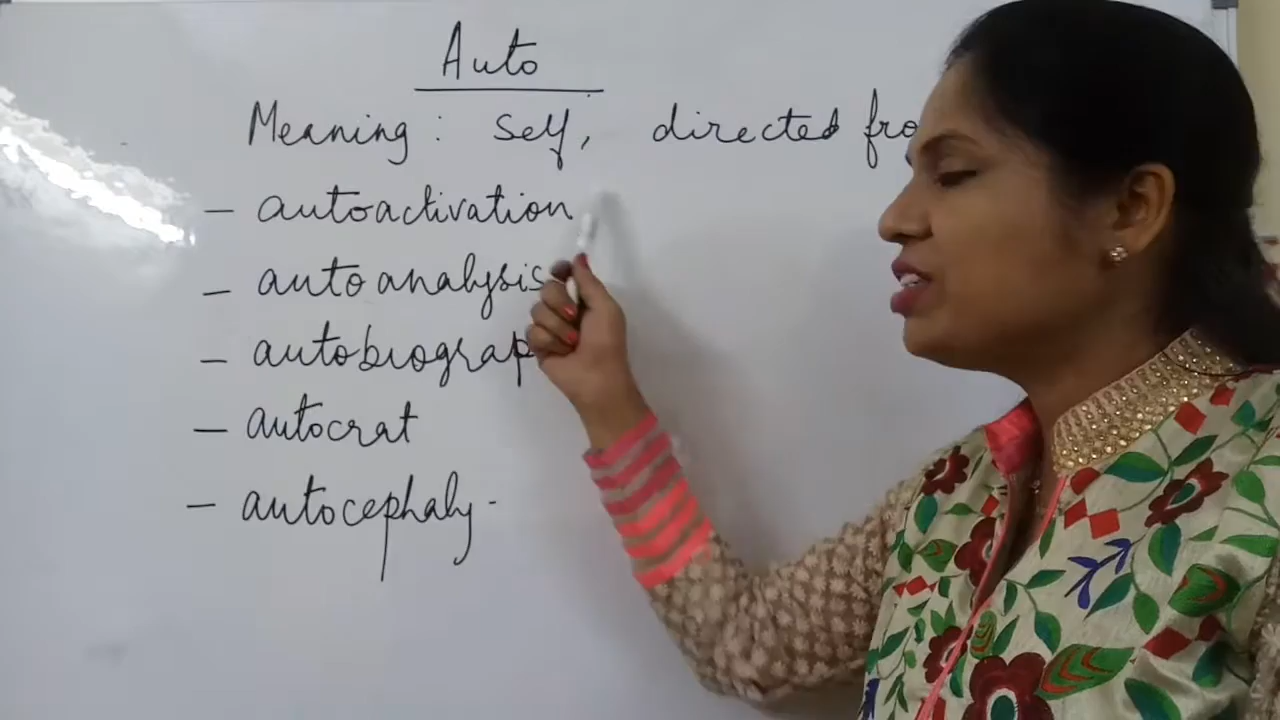 Auto
Meaning: self, directed fro
- autoactivation
- autoanalysis
- autobiograp
- autocrat
- autocephaly -